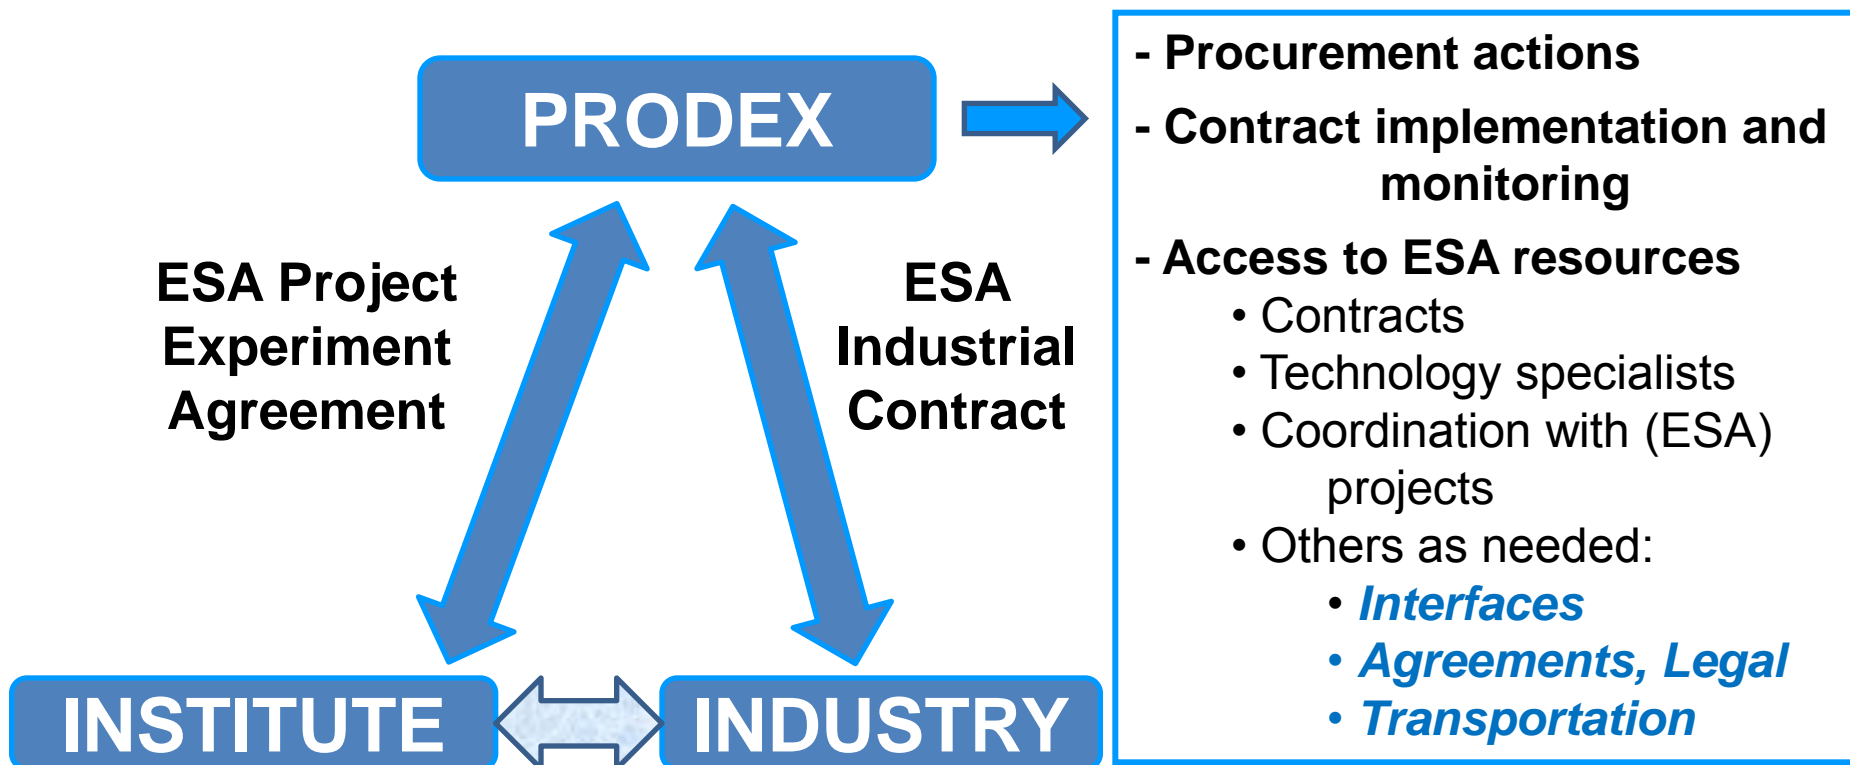 PRODEX
ESA Project
Experiment
Agreement
ESA
Industrial
Contract
INSTITUTE
INDUSTRY
- Procurement actions
- Contract implementation and
monitoring
- Access to ESA resources
• Contracts
• Technology specialists
• Coordination with (ESA)
projects
• Others as needed:
• Interfaces
• Agreements, Legal
• Transportation